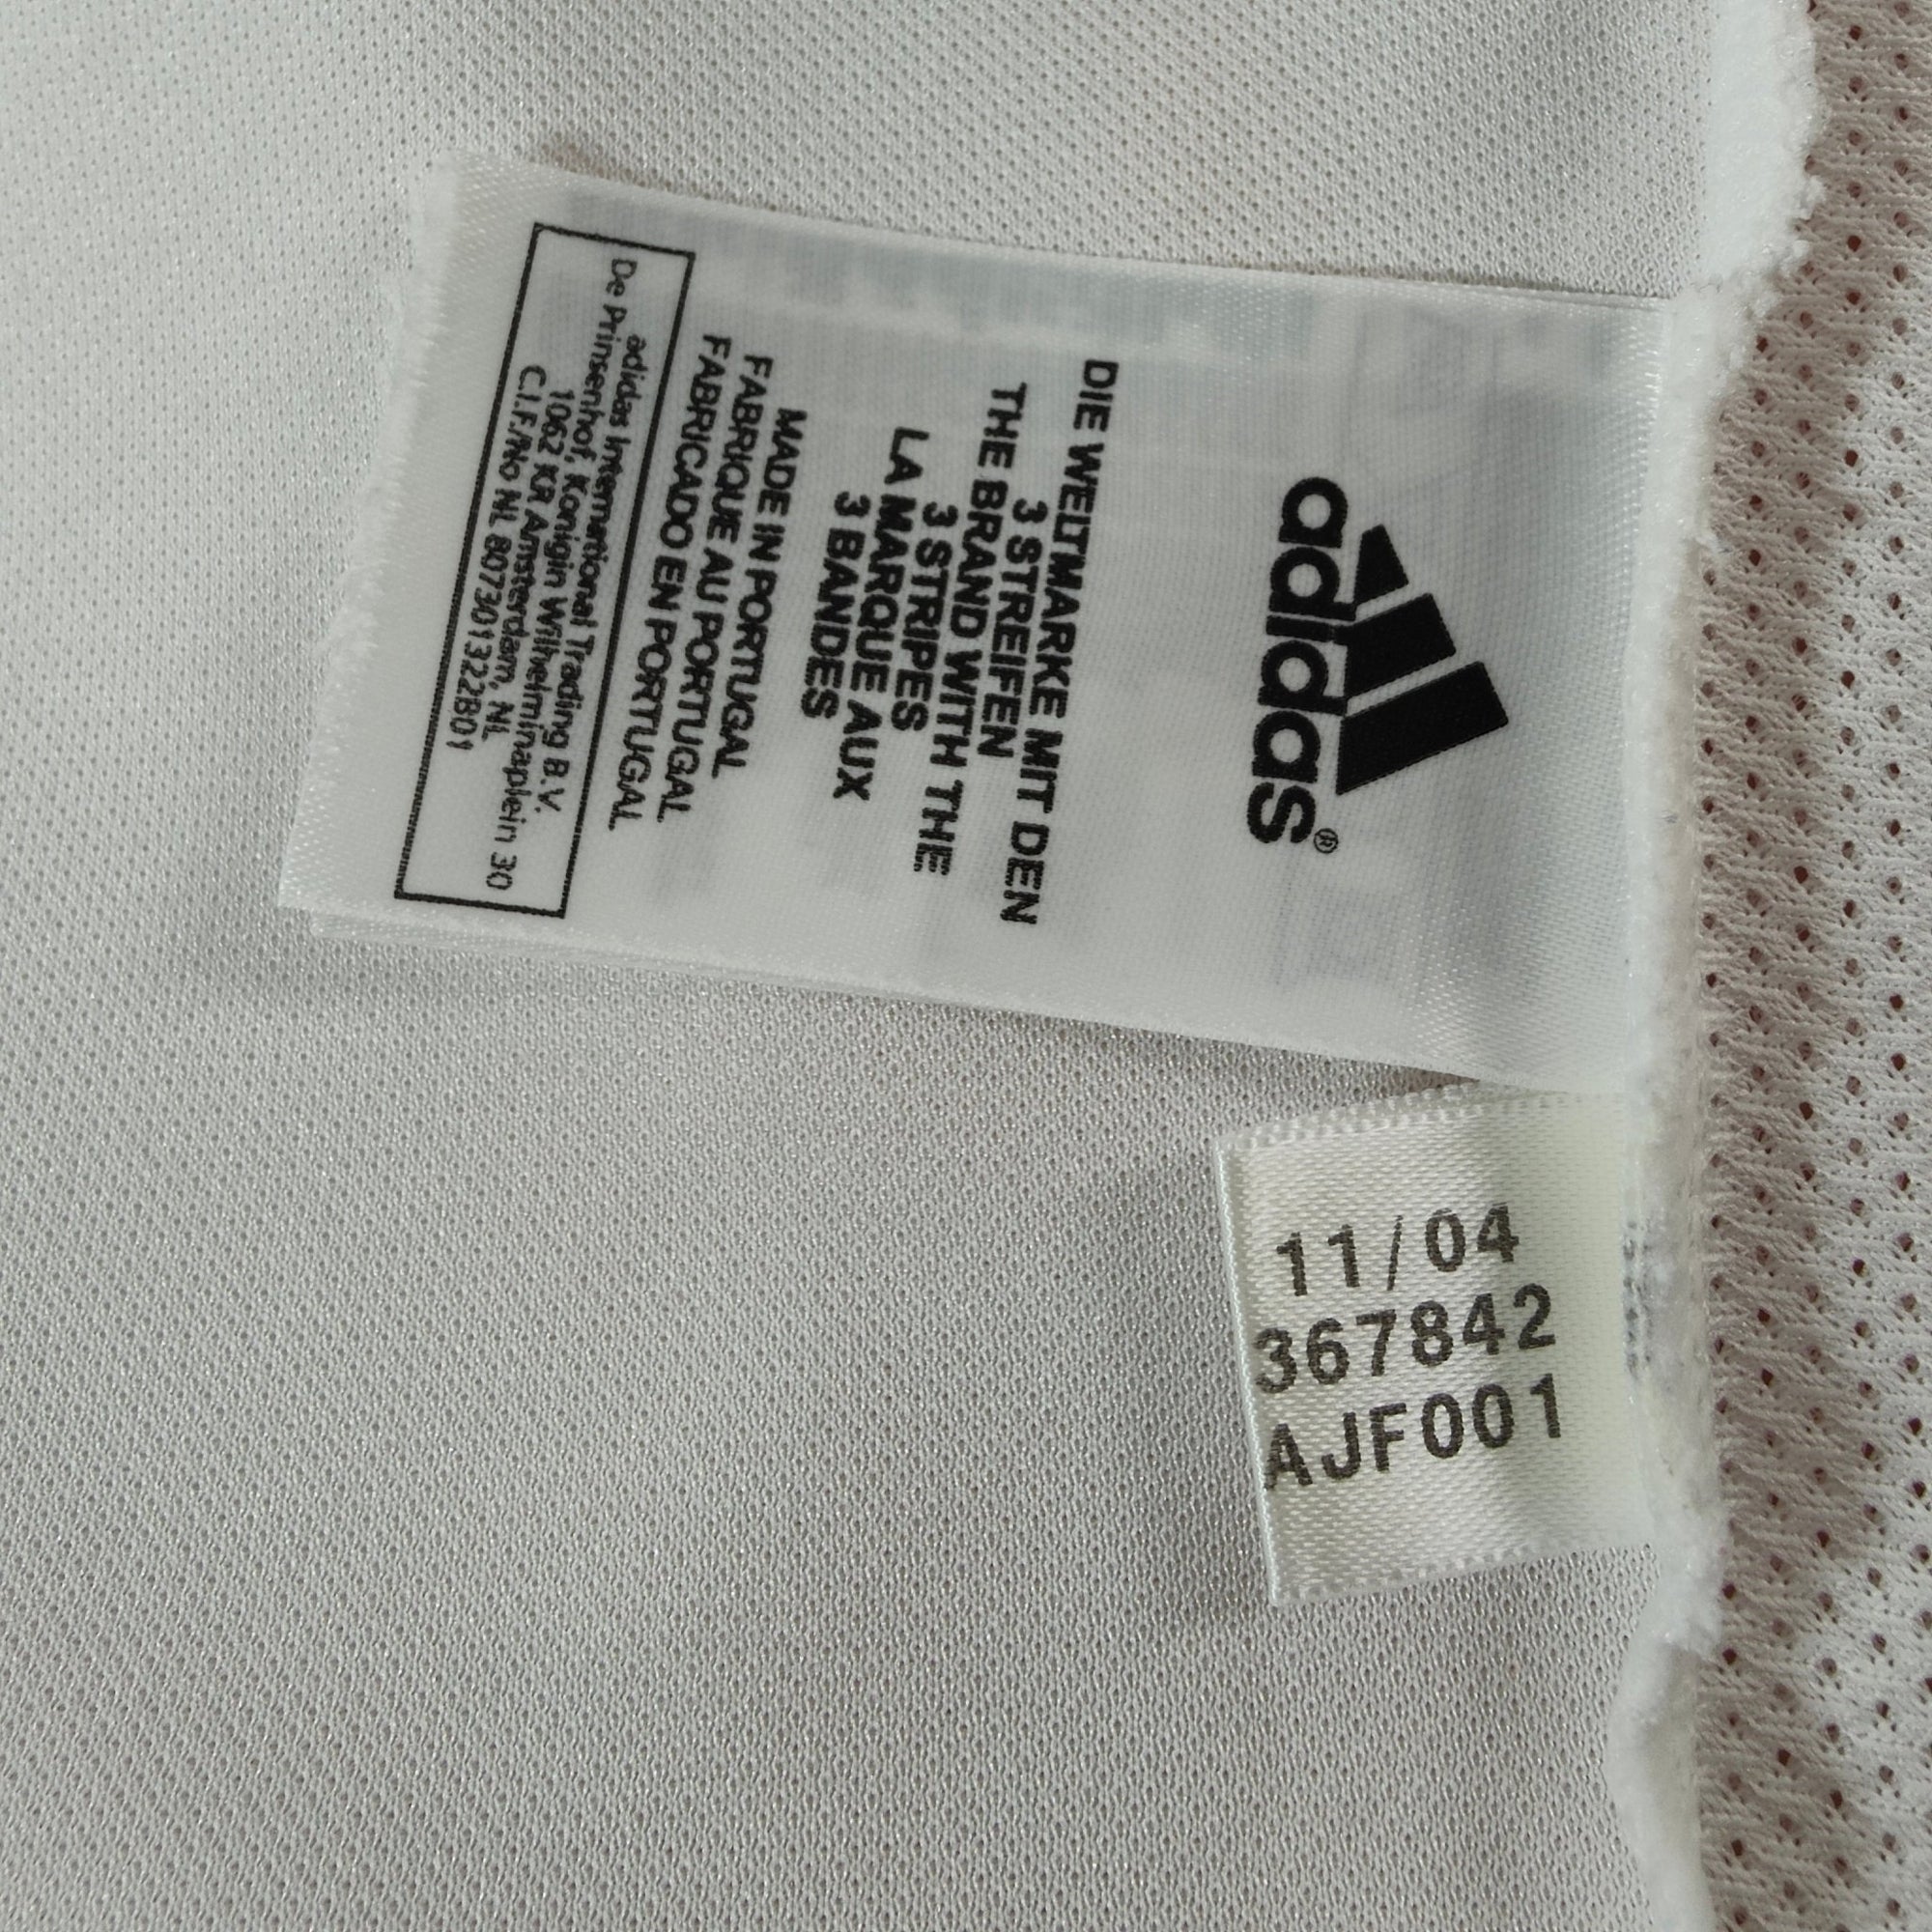 adidas®
DIE WELTMARKE MIT DEN
3 STREIFEN
THE BRAND WITH THE
3 STRIPES
LA MARQUE AUX
3 BANDES
MADE IN PORTUGAL
FABRIQUE AU PORTUGAL
FABRICADO EN PORTUGAL
adidas International Trading B.V.
De Prinsenhof, Konigin Wilhelminaplein 30
1062 KR Amsterdam, NL
C.I.F./No NL 807301322B01
11/04
367842
AJF001